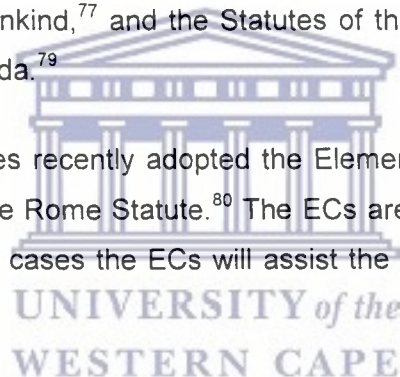 nkind,⁷⁷ and the Statutes of th
da.⁷⁹
es recently adopted the Elemen
e Rome Statute.⁸⁰ The ECs are
cases the ECs will assist the
UNIVERSITY of the
WESTERN CAPE